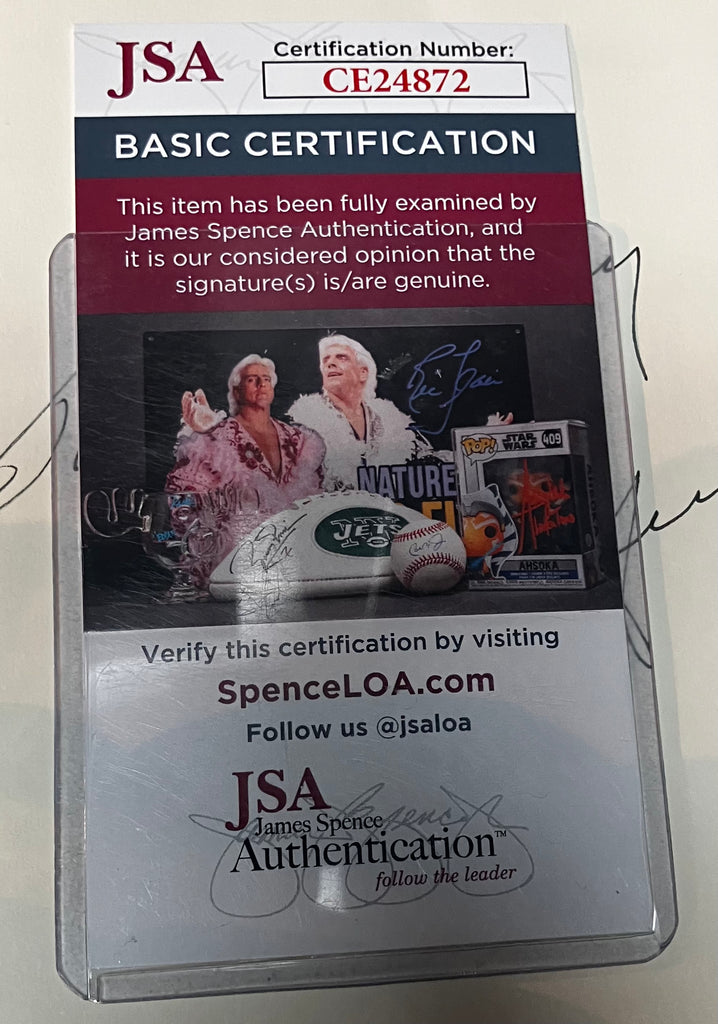 JSA
Certification Number:
CE24872
BASIC CERTIFICATION
This item has been fully examined by
James Spence Authentication, and
it is our considered opinion that the
signature(s) is/are genuine.
NATURE
POP!
STAR
WARS
409
JETS
AHSOKA
Verify this certification by visiting
SpenceLOA.com
Follow us @jsaloa
JSA
James Spence
Authentication™
follow the leader